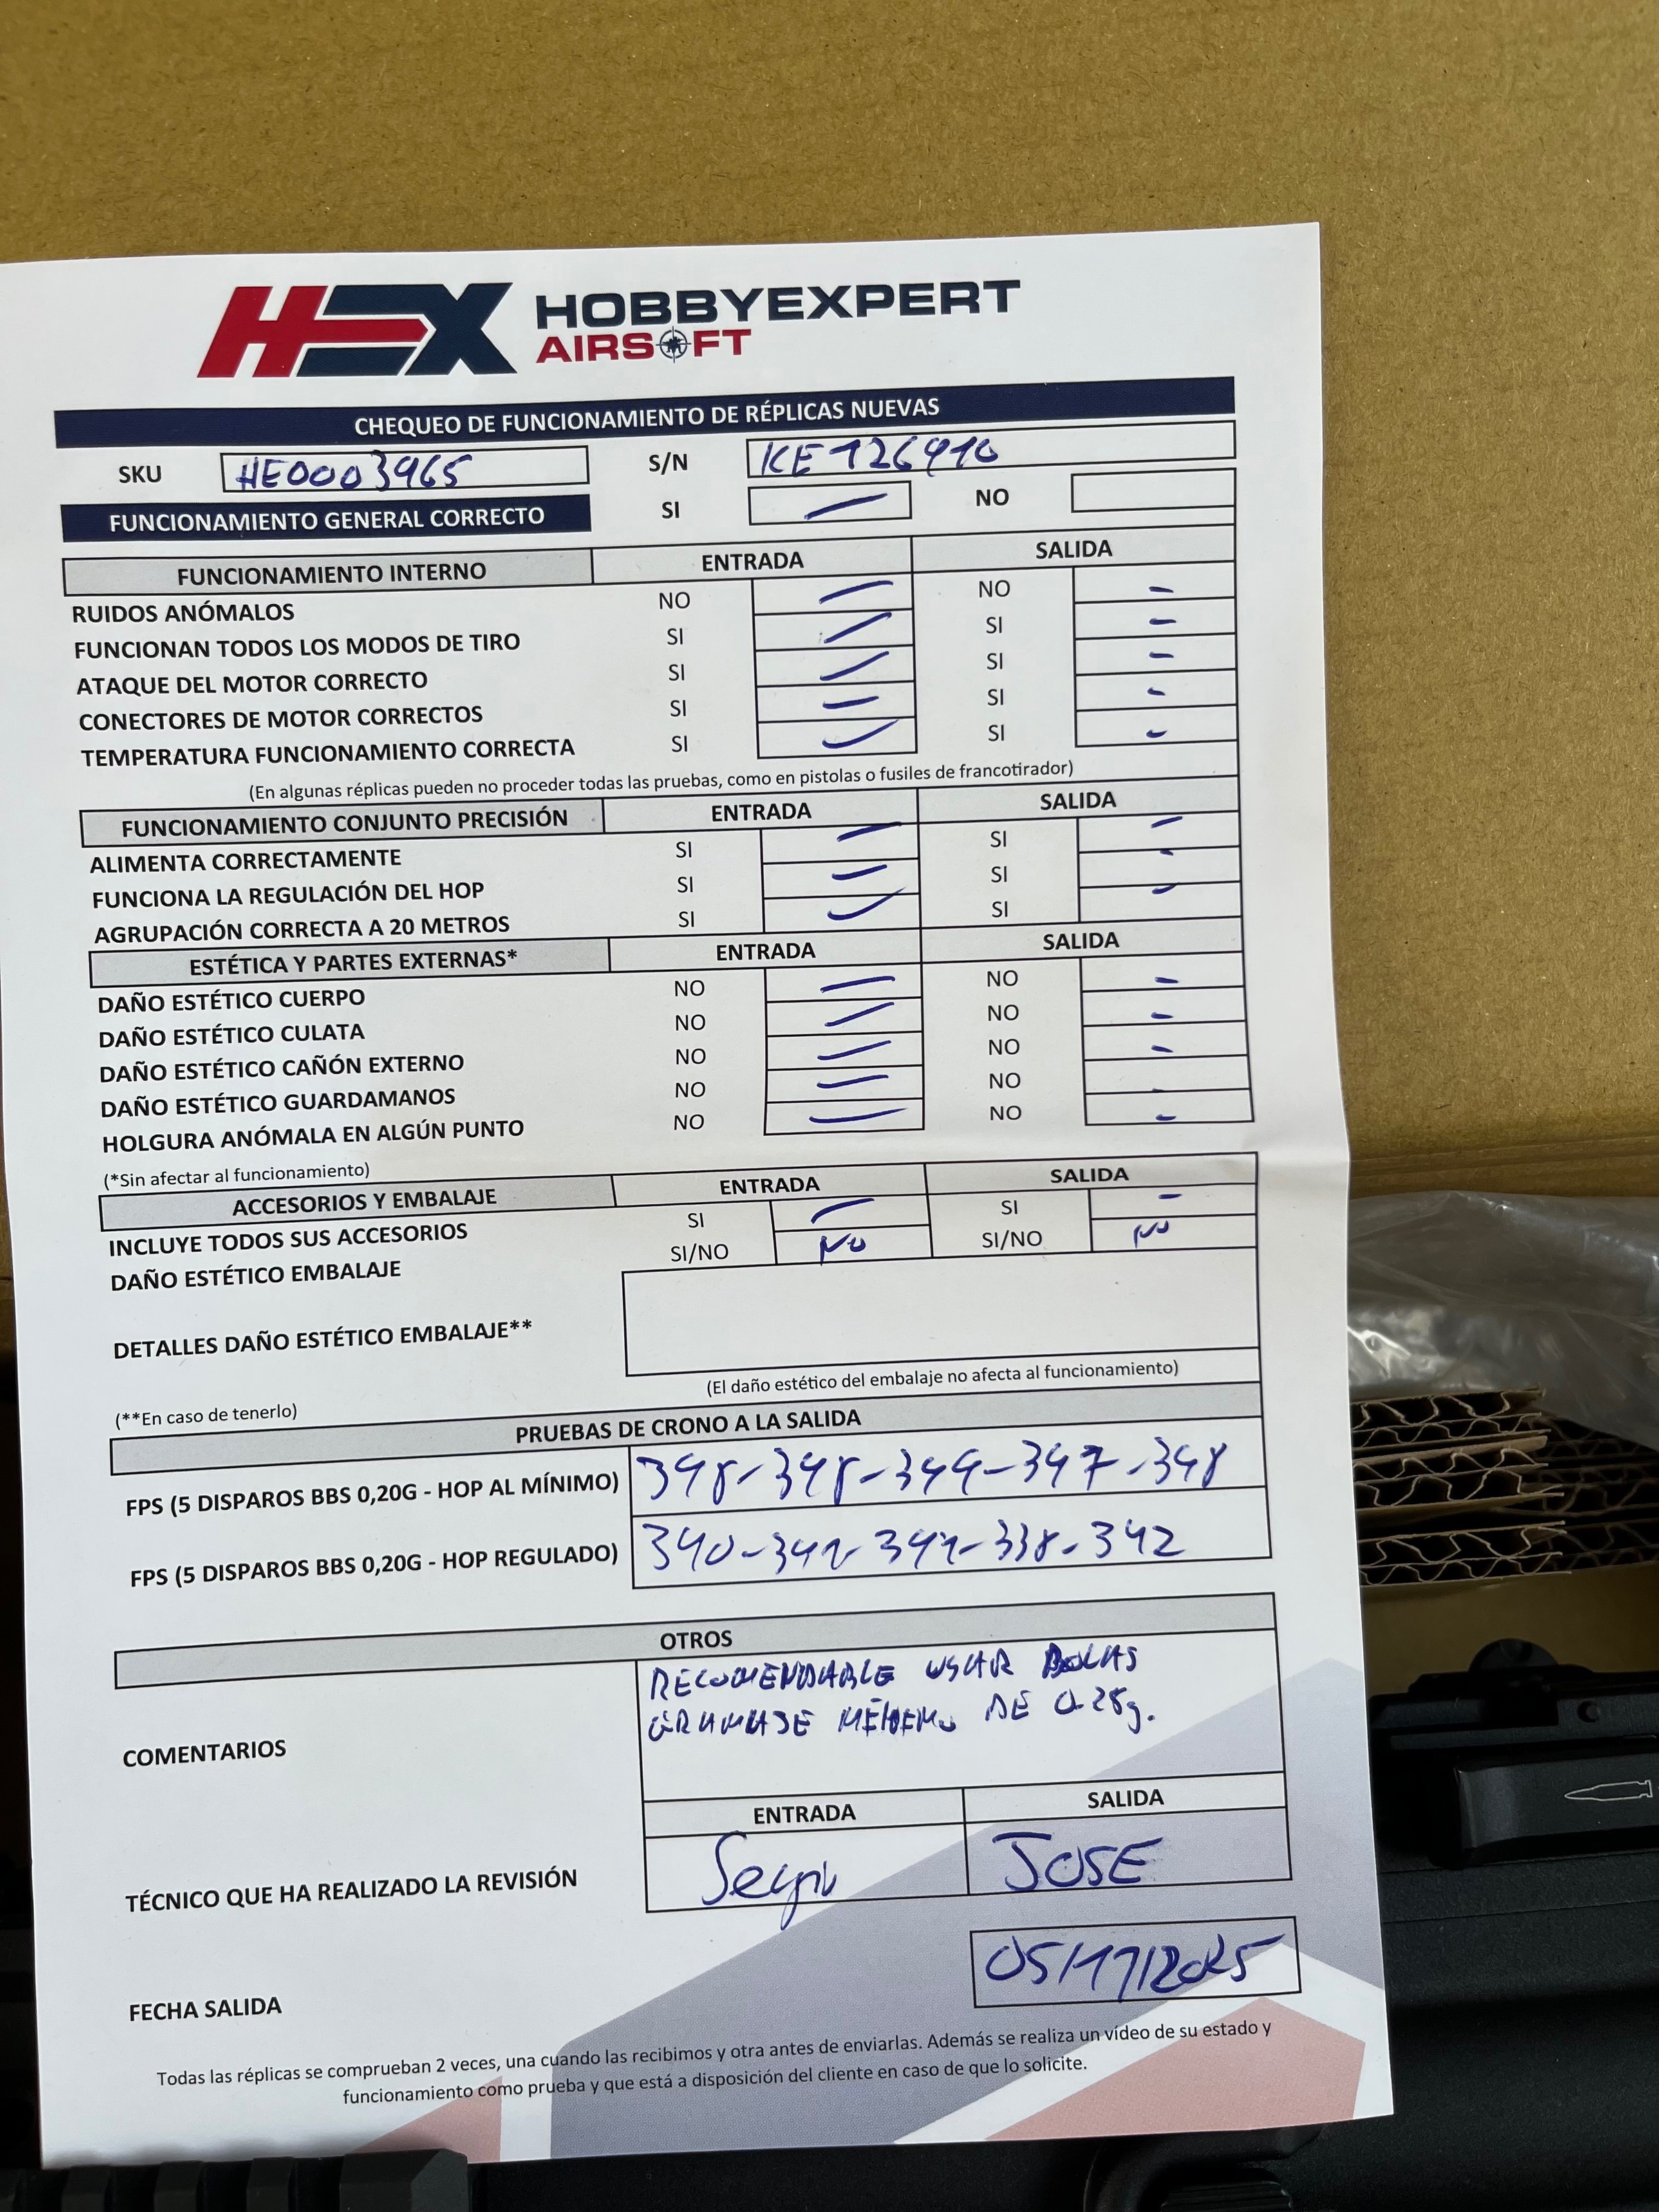 HEX HOBBYEXPERT
AIRSOFT
CHEQUEO DE FUNCIONAMIENTO DE RÉPLICAS NUEVAS
SKU HE0003965 S/N KE126910
FUNCIONAMIENTO GENERAL CORRECTO SI — NO
FUNCIONAMIENTO INTERNO ENTRADA SALIDA
RUIDOS ANÓMALOS NO — NO —
FUNCIONAN TODOS LOS MODOS DE TIRO SI — SI —
ATAQUE DEL MOTOR CORRECTO SI — SI —
CONECTORES DE MOTOR CORRECTOS SI — SI —
TEMPERATURA FUNCIONAMIENTO CORRECTA SI — SI —
(En algunas réplicas pueden no proceder todas las pruebas, como en pistolas o fusiles de francotirador)
FUNCIONAMIENTO CONJUNTO PRECISIÓN ENTRADA SALIDA
ALIMENTA CORRECTAMENTE SI — SI —
FUNCIONA LA REGULACIÓN DEL HOP SI — SI —
AGRUPACIÓN CORRECTA A 20 METROS SI — SI —
ESTÉTICA Y PARTES EXTERNAS* ENTRADA SALIDA
DAÑO ESTÉTICO CUERPO NO — NO —
DAÑO ESTÉTICO CULATA NO — NO —
DAÑO ESTÉTICO CAÑÓN EXTERNO NO — NO —
DAÑO ESTÉTICO GUARDAMANOS NO — NO —
HOLGURA ANÓMALA EN ALGÚN PUNTO NO — NO —
(*Sin afectar al funcionamiento)
ACCESORIOS Y EMBALAJE ENTRADA SALIDA
INCLUYE TODOS SUS ACCESORIOS SI — SI —
DAÑO ESTÉTICO EMBALAJE SI/NO NO SI/NO NO
DETALLES DAÑO ESTÉTICO EMBALAJE**
(El daño estético del embalaje no afecta al funcionamiento)
(**En caso de tenerlo)
PRUEBAS DE CRONO A LA SALIDA
FPS (5 DISPAROS BBS 0,20G - HOP AL MÍNIMO) 348-348-349-347-348
FPS (5 DISPAROS BBS 0,20G - HOP REGULADO) 340-341-341-338-342
OTROS
RECOMENDABLE USAR BOLAS
GRAMAJE MÍNIMO DE 0.28g.
COMENTARIOS
ENTRADA SALIDA
TÉCNICO QUE HA REALIZADO LA REVISIÓN Sergio JOSE
FECHA SALIDA 05/11/2025
Todas las réplicas se comprueban 2 veces, una cuando las recibimos y otra antes de enviarlas. Además se realiza un vídeo de su estado y
funcionamiento como prueba y que está a disposición del cliente en caso de que lo solicite.